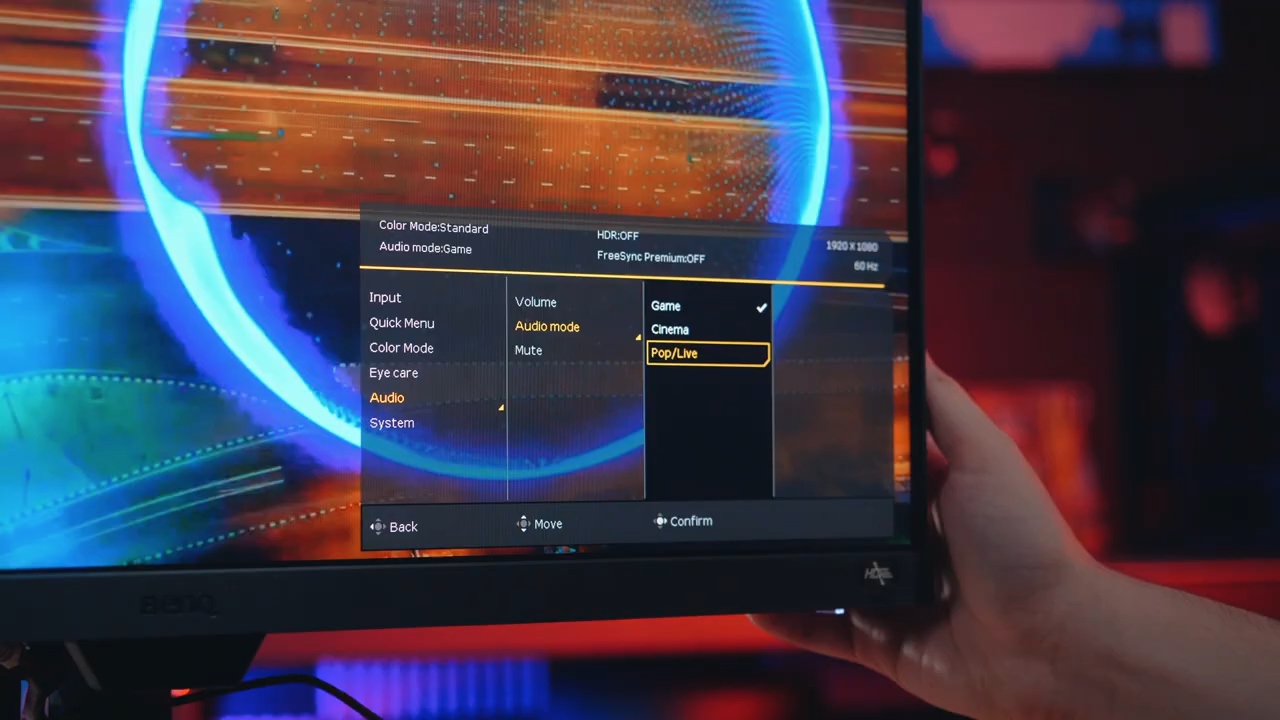 Color Mode:Standard
HDR:OFF
1920 X 1080
Audio mode:Game
FreeSync Premium:OFF
60 Hz
Input
Quick Menu
Color Mode
Eye care
Audio
System
Volume
Audio mode
Mute
Game
Cinema
Pop/Live
Back
Move
Confirm
BenQ